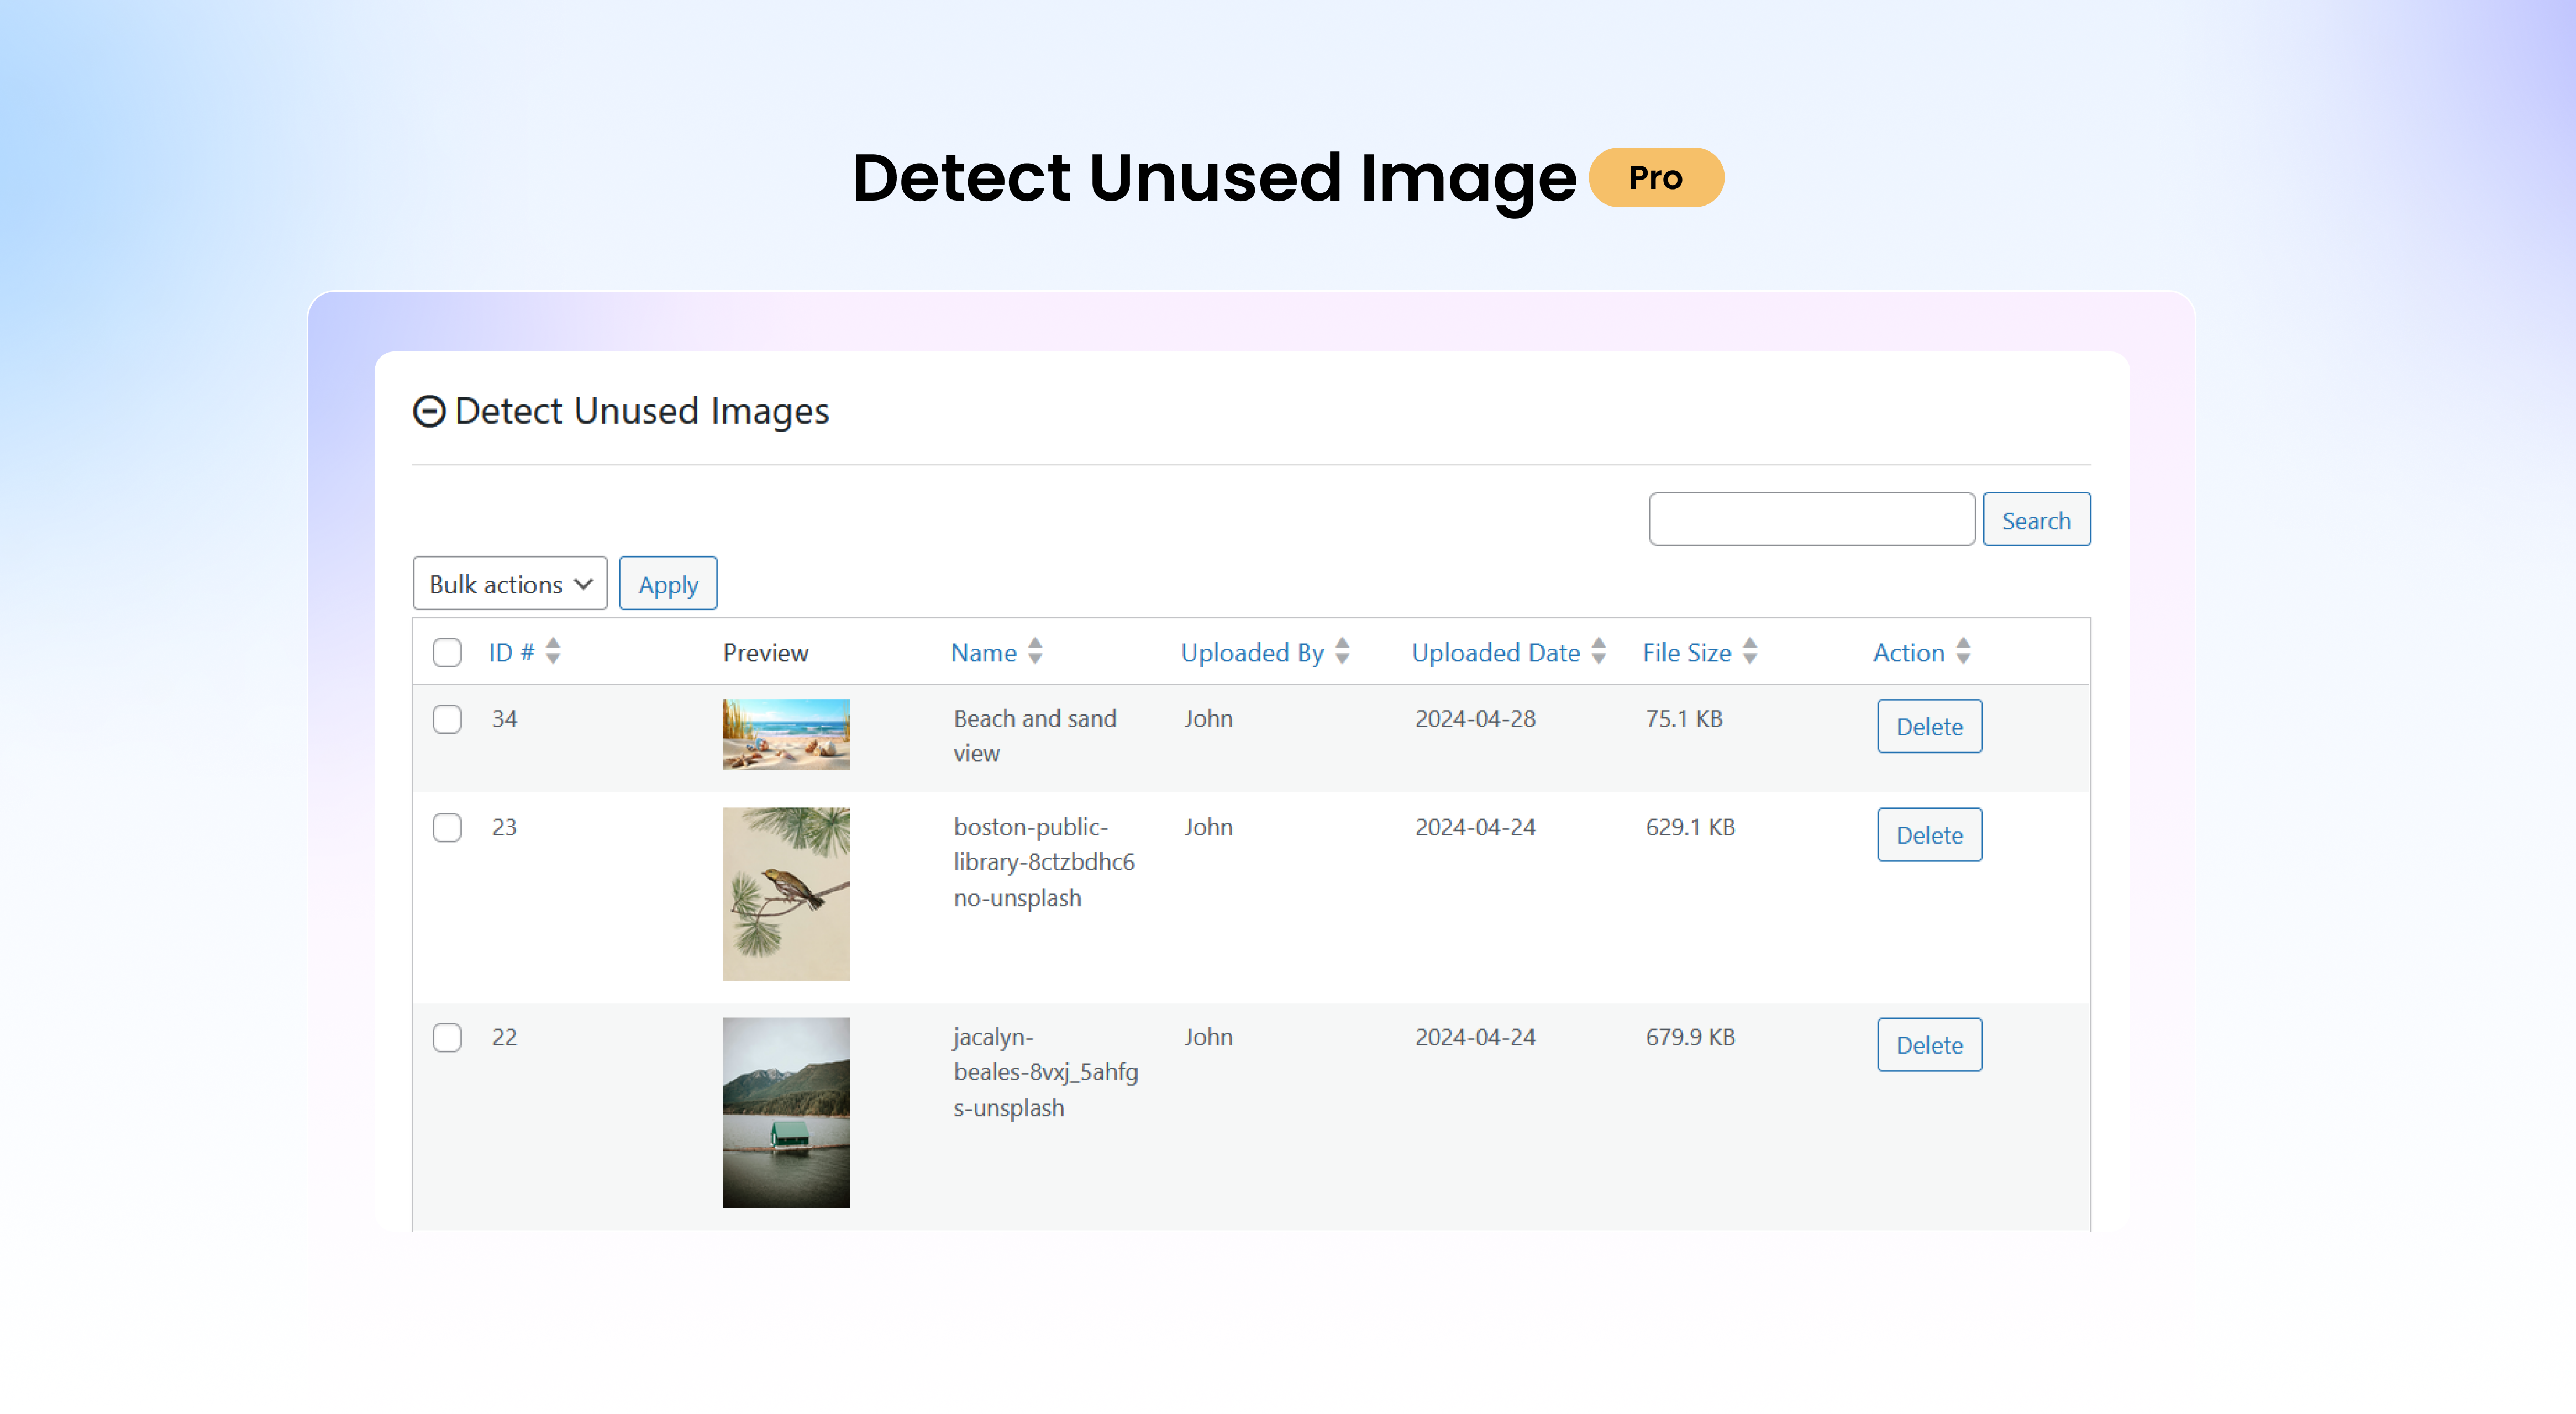 Detect Unused Image Pro
Detect Unused Images
Search
Bulk actions Apply
ID # Preview Name Uploaded By Uploaded Date File Size Action
34 Beach and sand John 2024-04-28 75.1 KB Delete
view
23 boston-public- John 2024-04-24 629.1 KB Delete
library-8ctzbdhc6
no-unsplash
22 jacalyn- John 2024-04-24 679.9 KB Delete
beales-8vxj_5ahfg
s-unsplash